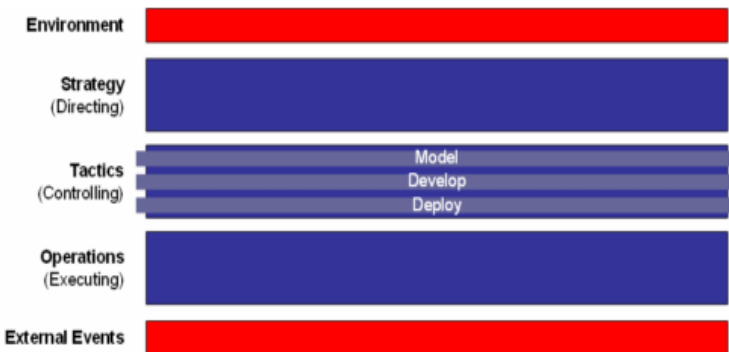 Environment
Strategy
(Directing)
Model
Tactics
Develop
(Controlling)
Deploy
Operations
(Executing)
External Events